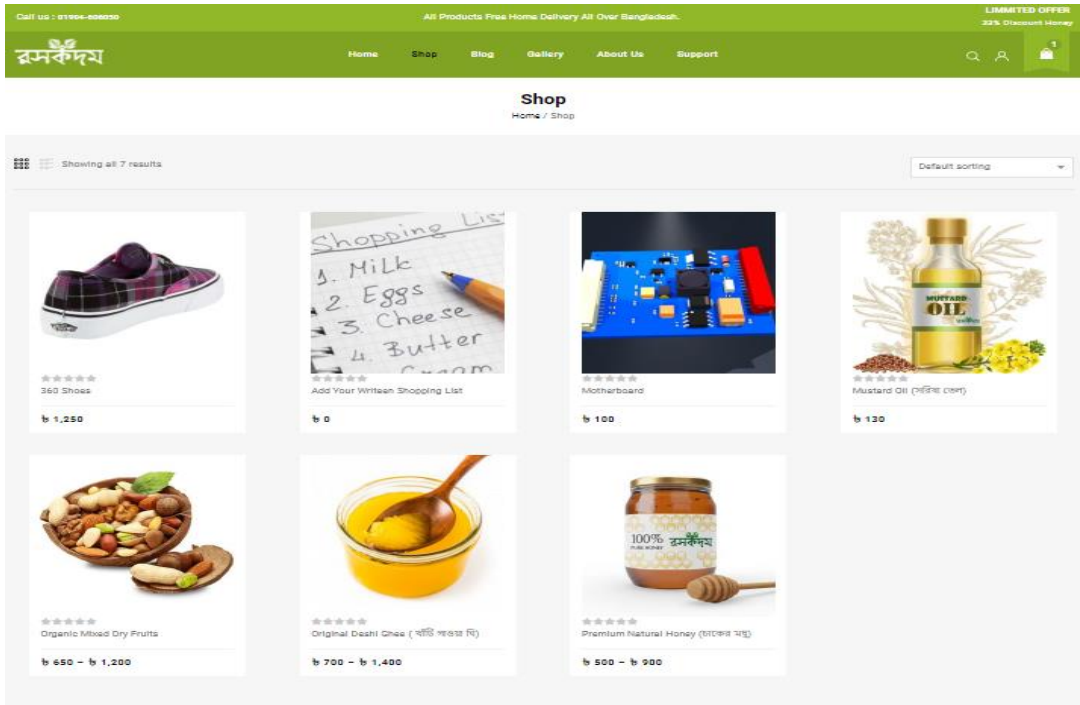 Call us : 01904-606050
All Products Free Home Delivery All Over Bangladesh.
LIMMITED OFFER
33% Discount Honey
রসকদম
Home Shop Blog Gallery About Us Support
1
Shop
Home / Shop
Showing all 7 results
Default sorting
Shopping List
1. Milk
2. Eggs
3. Cheese
4. Butter
Cream
MUSTARD
OIL
360 Shoes
Add Your Writeen Shopping List
Motherboard
Mustard Oil (সরিষা তেল)
৳ 1,250
৳ 0
৳ 100
৳ 130
100%
PURE HONEY
রসকদম
Organic Mixed Dry Fruits
Original Deshi Ghee ( খাঁটি গাওয়া ঘি)
Premium Natural Honey (চাকের মধু)
৳ 650 – ৳ 1,200
৳ 700 – ৳ 1,400
৳ 500 – ৳ 900